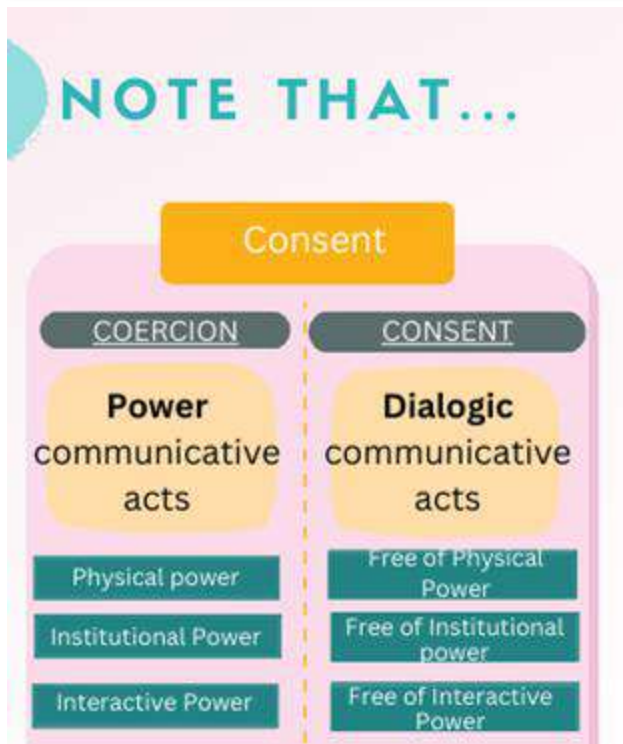 NOTE THAT...
Consent
COERCION
Power
communicative
acts
Physical power
Institutional Power
Interactive Power
CONSENT
Dialogic
communicative
acts
Free of Physical
Power
Free of Institutional
power
Free of Interactive
Power